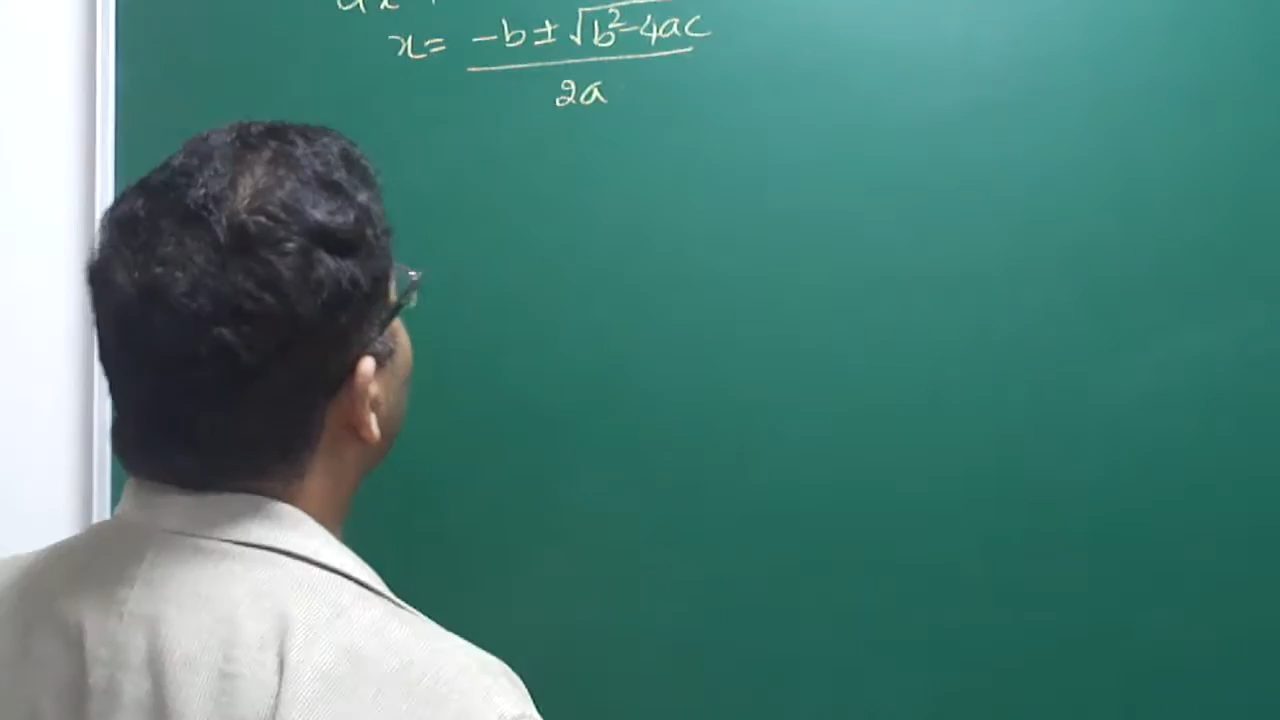 x = -b ± √b²-4ac
2a